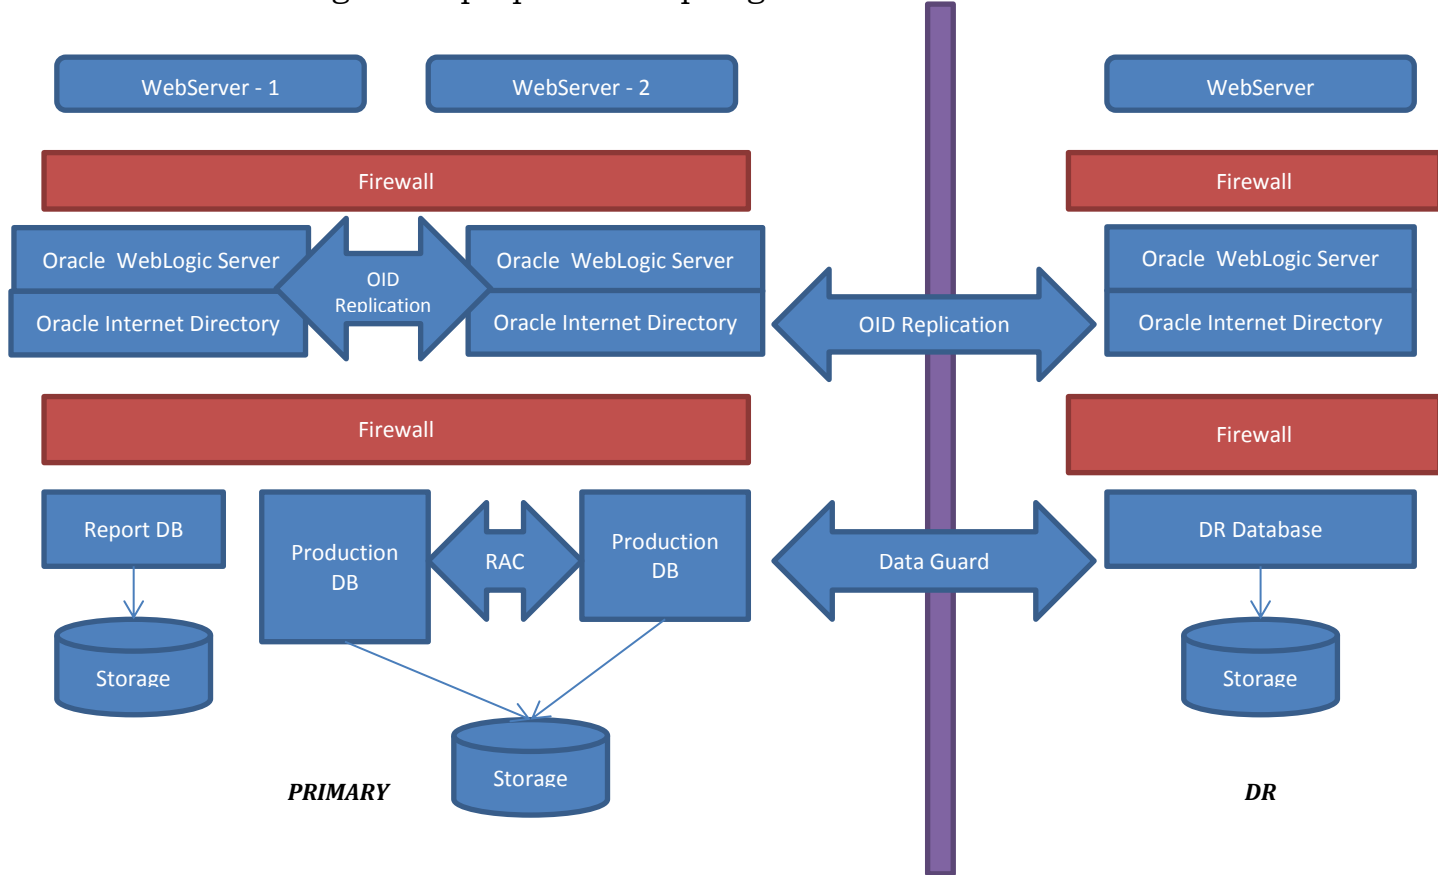 WebServer - 1
WebServer - 2
WebServer
Firewall
Firewall
Oracle WebLogic Server
Oracle Internet Directory
OID
Replication
Oracle WebLogic Server
Oracle Internet Directory
OID Replication
Oracle WebLogic Server
Oracle Internet Directory
Firewall
Firewall
Report DB
Production
DB
RAC
Production
DB
Data Guard
DR Database
Storage
Storage
Storage
PRIMARY
DR